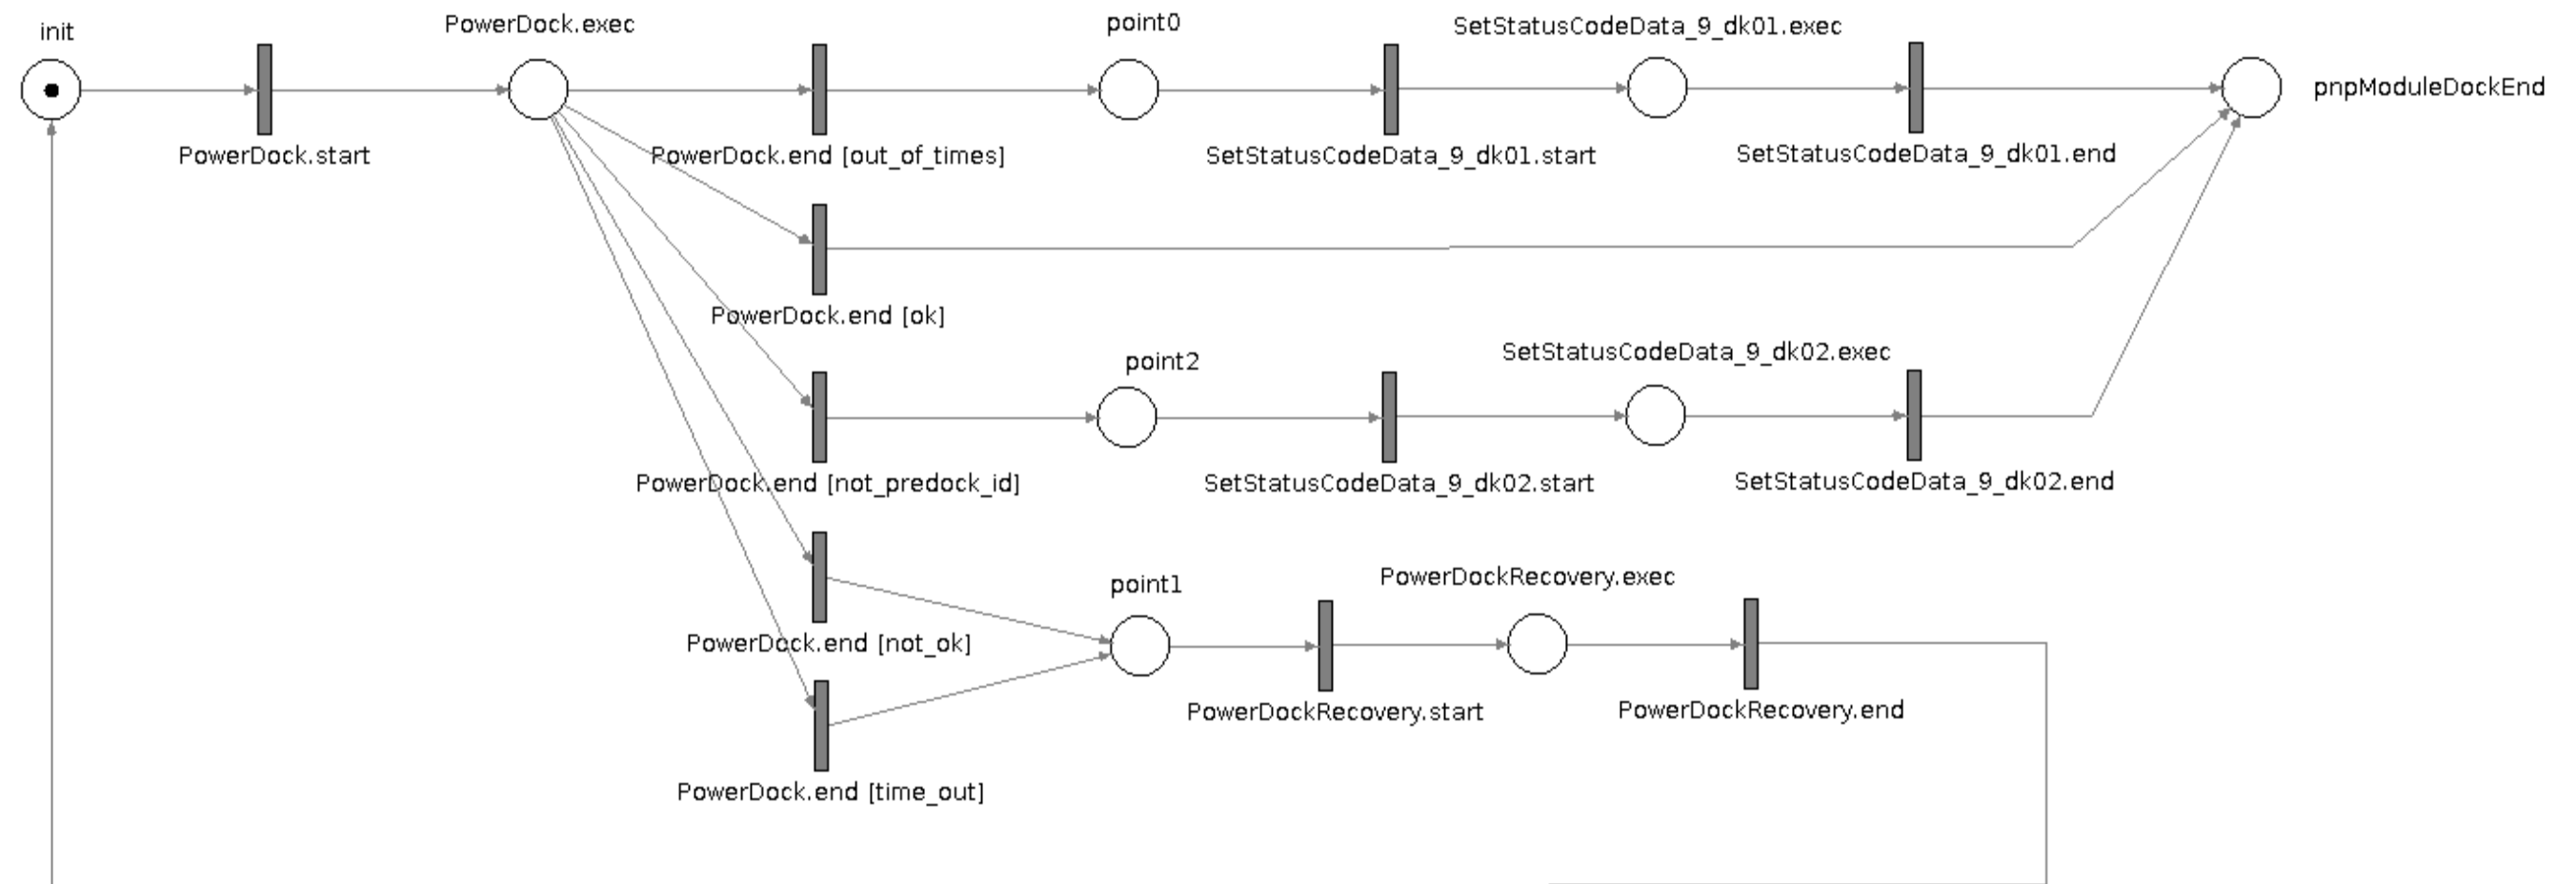 init
PowerDock.exec
point0
SetStatusCodeData_9_dk01.exec
pnpModuleDockEnd
PowerDock.start
PowerDock.end [out_of_times]
SetStatusCodeData_9_dk01.start
SetStatusCodeData_9_dk01.end
PowerDock.end [ok]
point2
SetStatusCodeData_9_dk02.exec
PowerDock.end [not_predock_id]
SetStatusCodeData_9_dk02.start
SetStatusCodeData_9_dk02.end
point1
PowerDockRecovery.exec
PowerDock.end [not_ok]
PowerDockRecovery.start
PowerDockRecovery.end
PowerDock.end [time_out]